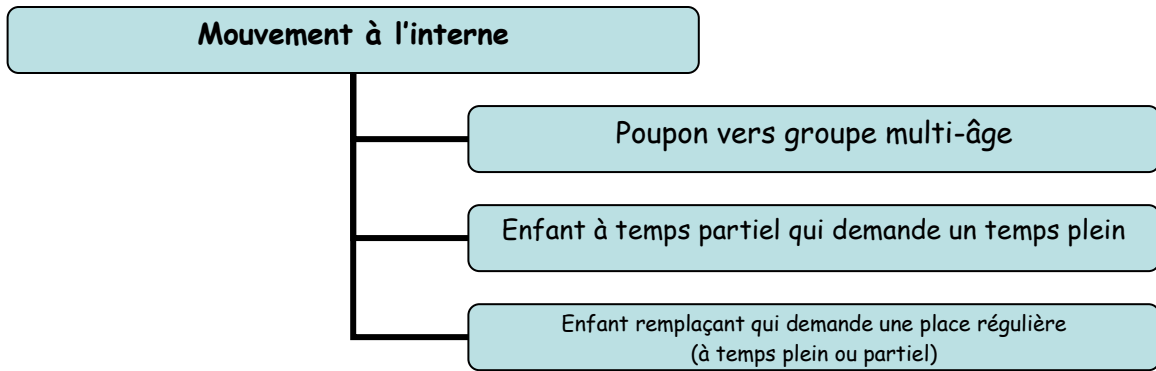 Mouvement à l'interne
Poupon vers groupe multi-âge
Enfant à temps partiel qui demande un temps plein
Enfant remplaçant qui demande une place régulière
(à temps plein ou partiel)